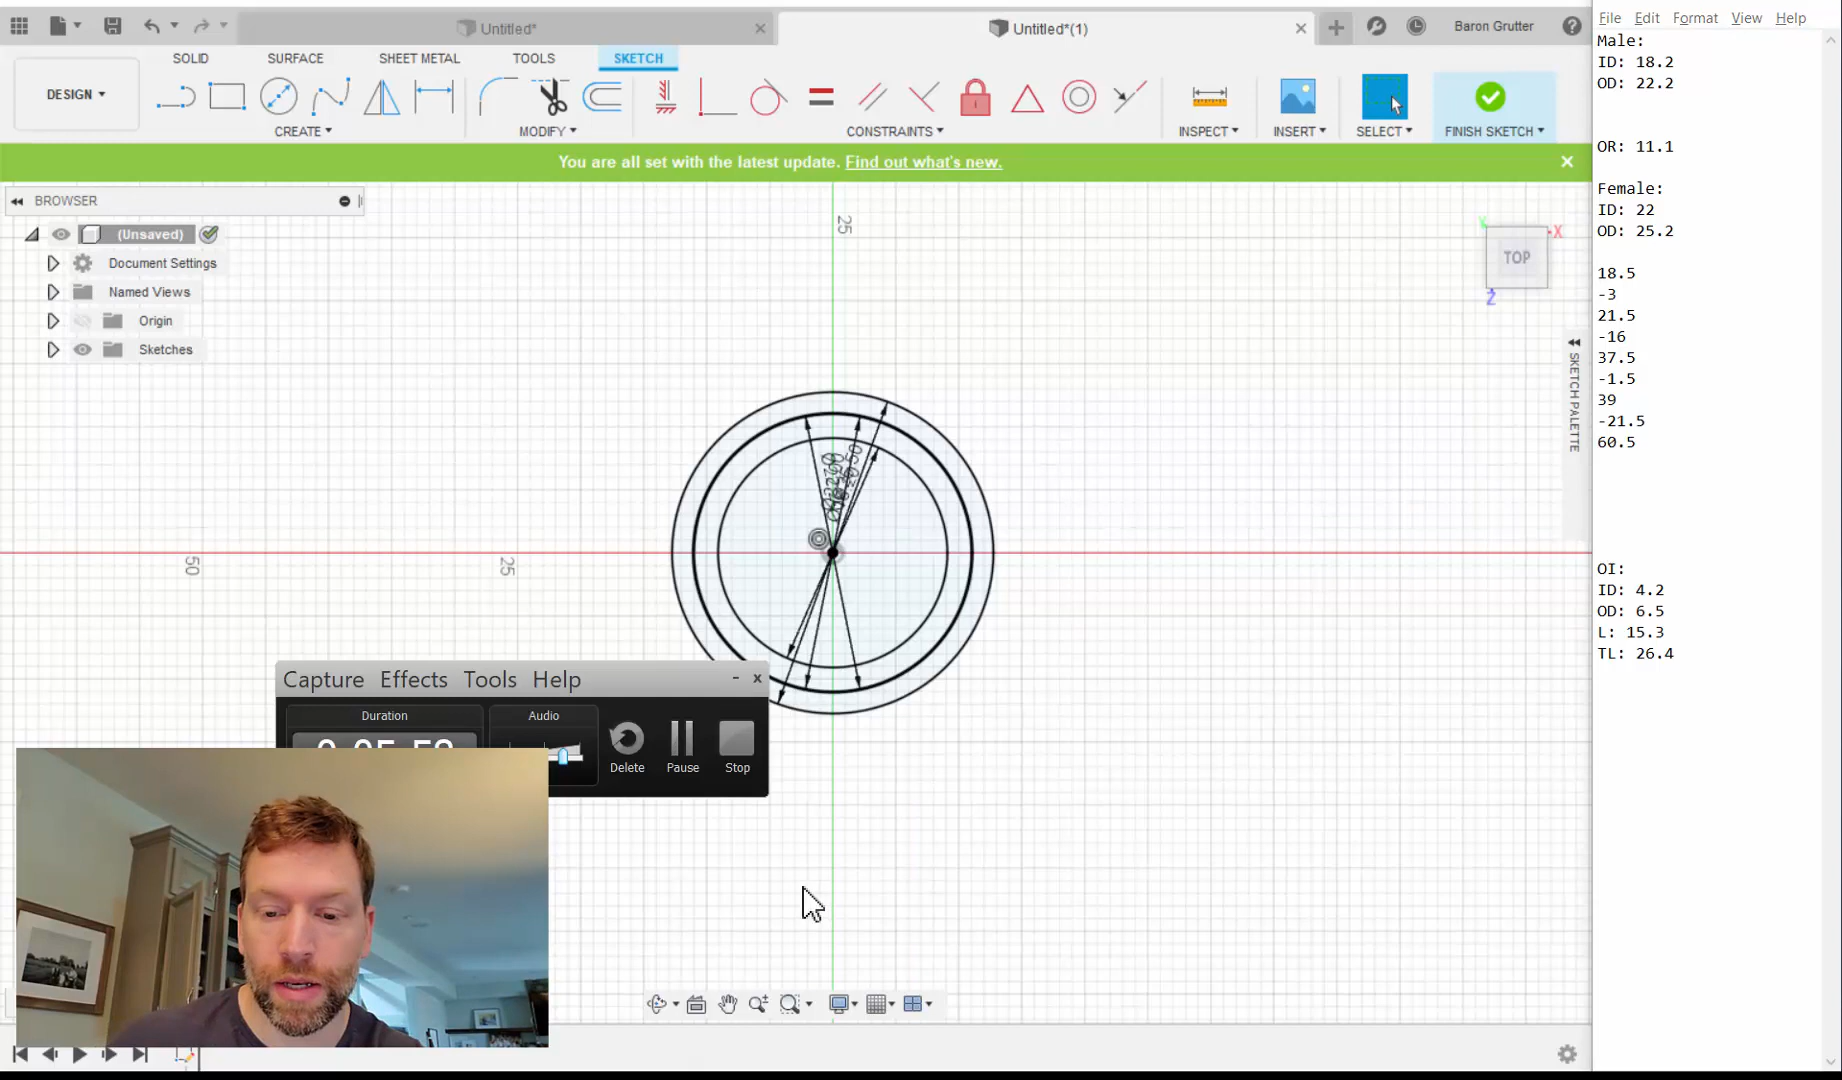 Untitled*
Untitled*(1)
Baron Grutter
SOLID
SURFACE
SHEET METAL
TOOLS
SKETCH
DESIGN
CREATE
MODIFY
CONSTRAINTS
INSPECT
INSERT
SELECT
FINISH SKETCH
You are all set with the latest update. Find out what's new.
BROWSER
(Unsaved)
Document Settings
Named Views
Origin
Sketches
25
50
25
TOP
X
Z
SKETCH PALETTE
Capture Effects Tools Help
Duration
Audio
Delete
Pause
Stop
File Edit Format View Help
Male:
ID: 18.2
OD: 22.2
OR: 11.1
Female:
ID: 22
OD: 25.2
18.5
-3
21.5
-16
37.5
-1.5
39
-21.5
60.5
OI:
ID: 4.2
OD: 6.5
L: 15.3
TL: 26.4